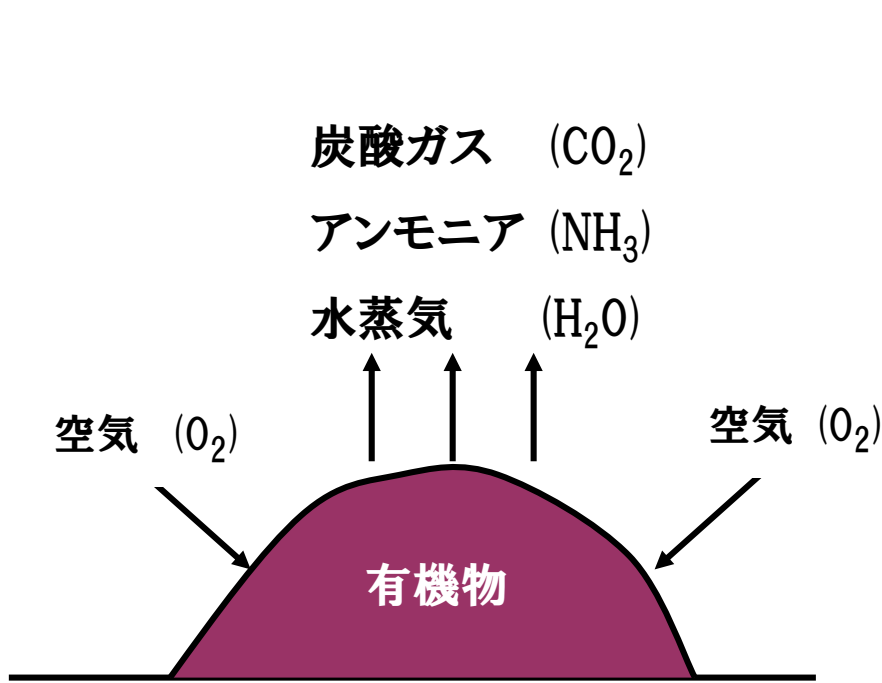 炭酸ガス (CO₂)
アンモニア (NH₃)
水蒸気 (H₂O)
空気 (O₂)
空気 (O₂)
有機物